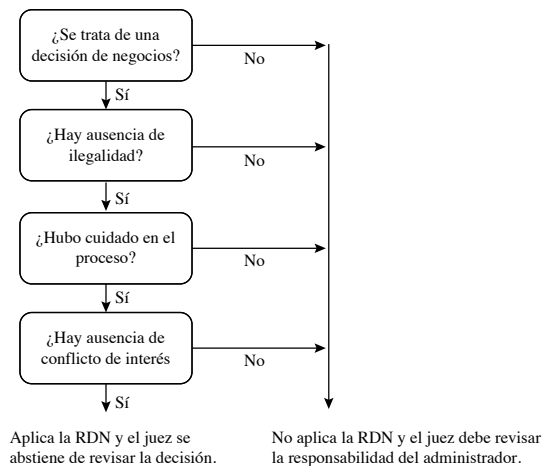 ¿Se trata de una
decisión de negocios?
No
Sí
¿Hay ausencia de
ilegalidad?
No
Sí
¿Hubo cuidado en el
proceso?
No
Sí
¿Hay ausencia de
conflicto de interés
No
Sí
Aplica la RDN y el juez se
abstiene de revisar la decisión.
No aplica la RDN y el juez debe revisar
la responsabilidad del administrador.